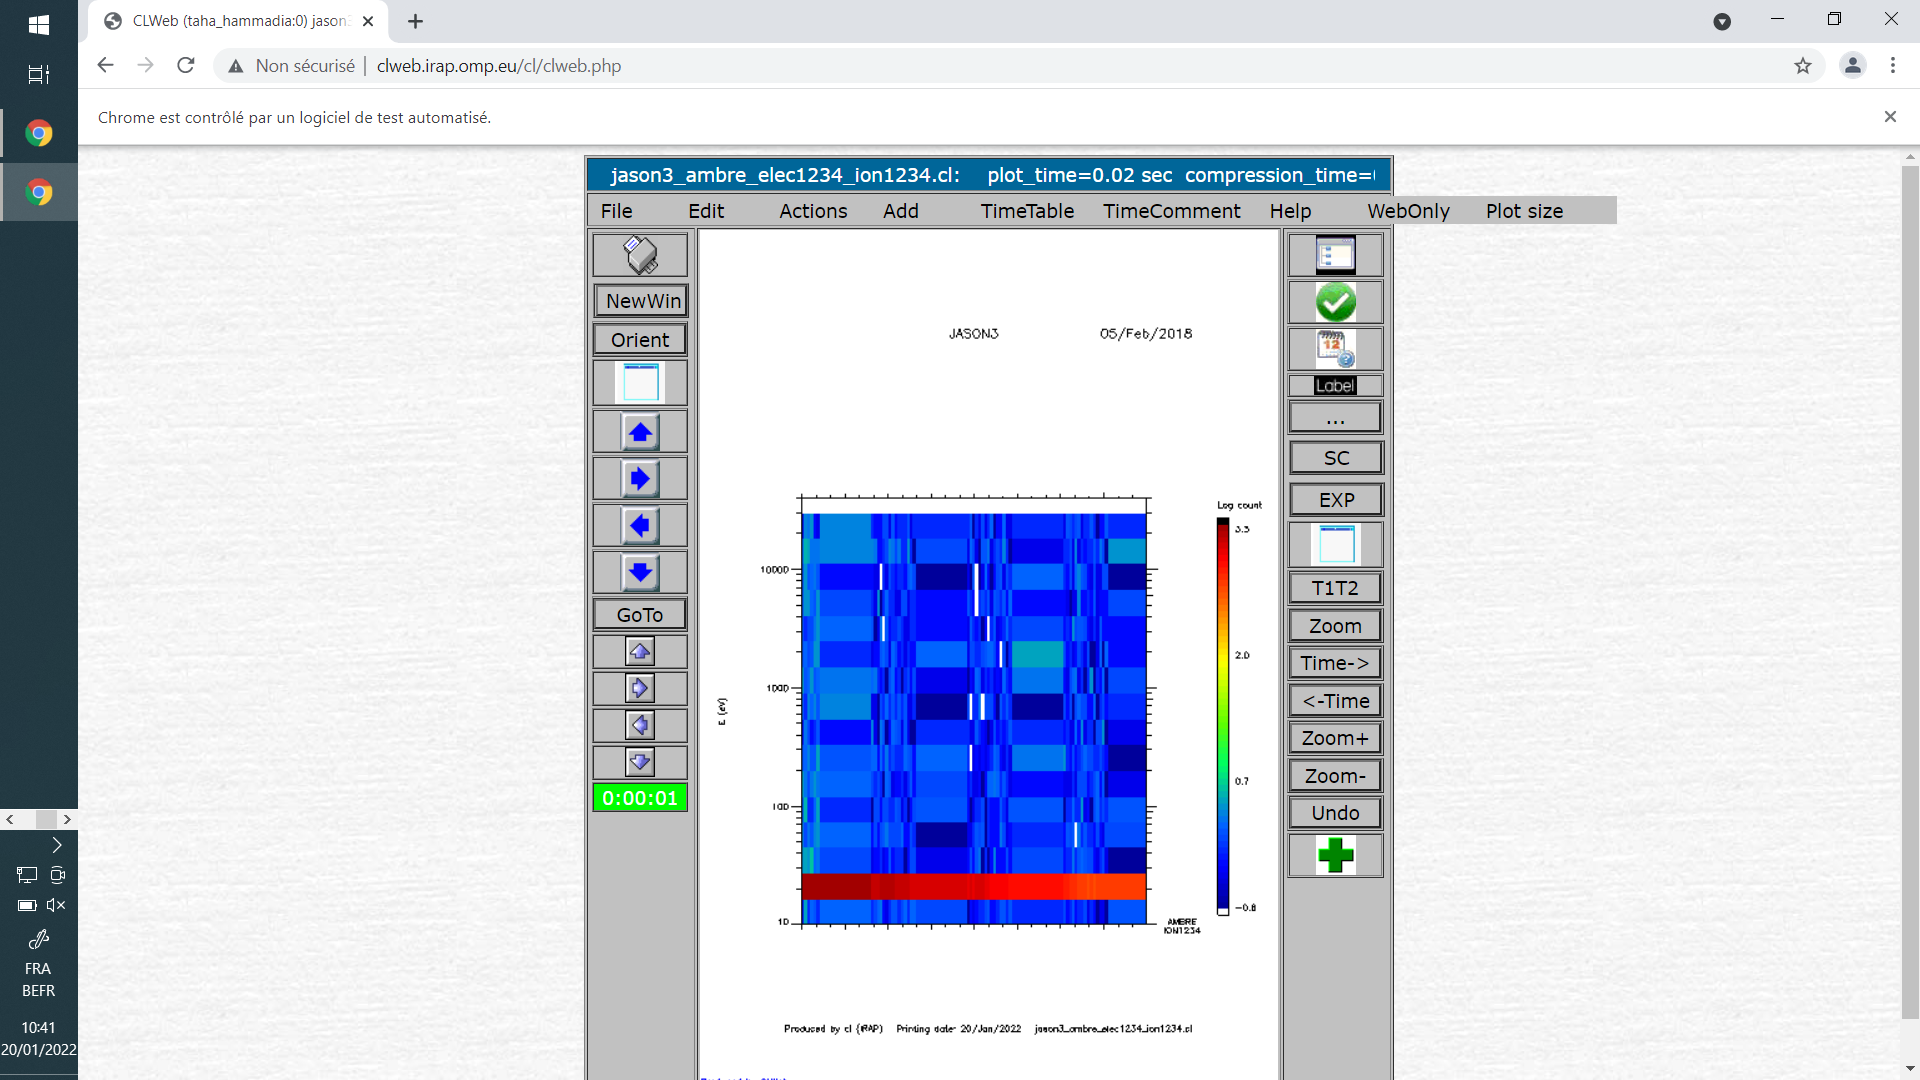 CLWeb (taha_hammadia:0) jason3
Non sécurisé | clweb.irap.omp.eu/cl/clweb.php
Chrome est contrôlé par un logiciel de test automatisé.
jason3_ambre_elec1234_ion1234.cl: plot_time=0.02 sec compression_time=
File Edit Actions Add TimeTable TimeComment Help WebOnly Plot size
NewWin
Orient
GoTo
0:00:01
JASON3 05/Feb/2018
Log count
3.3
2.0
0.7
-0.8
10000
1000
100
10
E (eV)
AMBRE
ION1234
Produced by cl (IRAP) Printing date: 20/Jan/2022 jason3_ambre_elec1234_ion1234.cl
12
Label
...
SC
EXP
T1T2
Zoom
Time->
<-Time
Zoom+
Zoom-
Undo
FRA
BEFR
10:41
20/01/2022